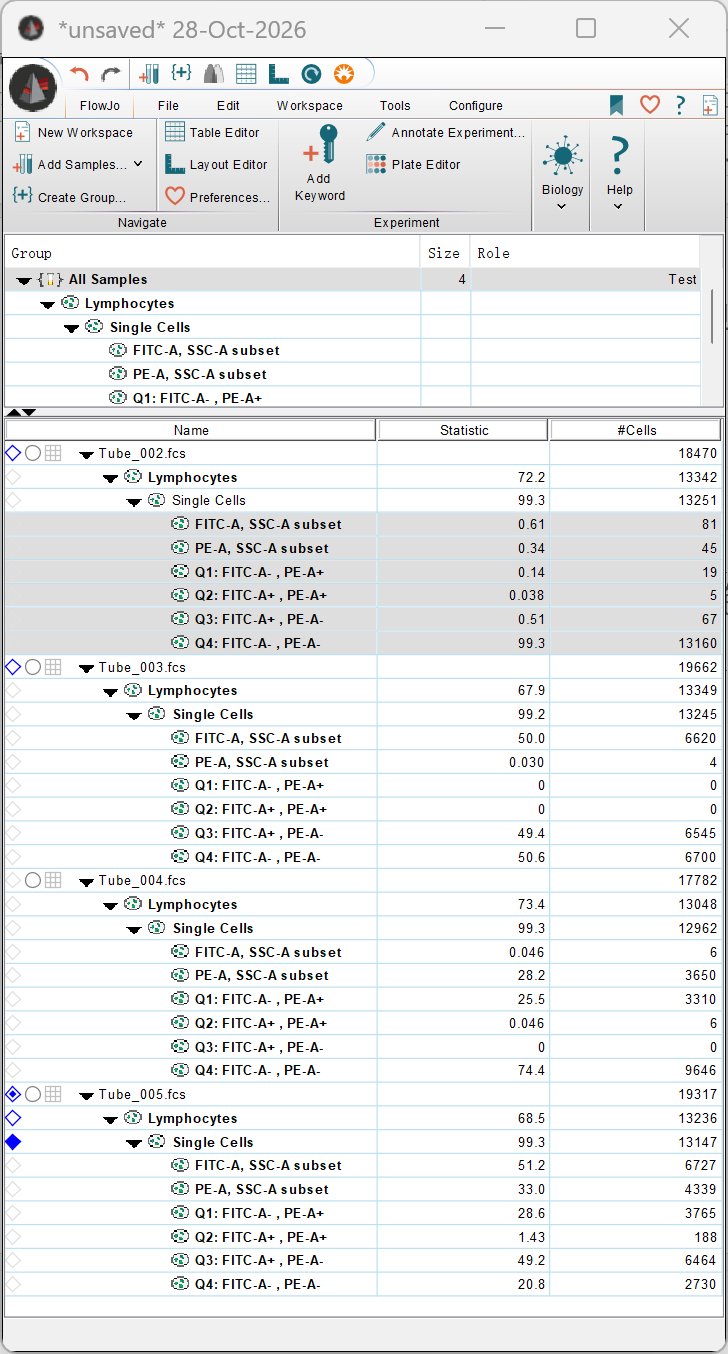 *unsaved* 28-Oct-2026
FlowJo File Edit Workspace Tools Configure
New Workspace Table Editor Annotate Experiment...
Add Samples... Layout Editor Plate Editor
Create Group... Preferences... Add Keyword Biology Help
Navigate Experiment
Group Size Role
All Samples 4 Test
Lymphocytes
Single Cells
FITC-A, SSC-A subset
PE-A, SSC-A subset
Q1: FITC-A- , PE-A+
Name Statistic #Cells
Tube_002.fcs 18470
Lymphocytes 72.2 13342
Single Cells 99.3 13251
FITC-A, SSC-A subset 0.61 81
PE-A, SSC-A subset 0.34 45
Q1: FITC-A- , PE-A+ 0.14 19
Q2: FITC-A+ , PE-A+ 0.038 5
Q3: FITC-A+ , PE-A- 0.51 67
Q4: FITC-A- , PE-A- 99.3 13160
Tube_003.fcs 19662
Lymphocytes 67.9 13349
Single Cells 99.2 13245
FITC-A, SSC-A subset 50.0 6620
PE-A, SSC-A subset 0.030 4
Q1: FITC-A- , PE-A+ 0 0
Q2: FITC-A+ , PE-A+ 0 0
Q3: FITC-A+ , PE-A- 49.4 6545
Q4: FITC-A- , PE-A- 50.6 6700
Tube_004.fcs 17782
Lymphocytes 73.4 13048
Single Cells 99.3 12962
FITC-A, SSC-A subset 0.046 6
PE-A, SSC-A subset 28.2 3650
Q1: FITC-A- , PE-A+ 25.5 3310
Q2: FITC-A+ , PE-A+ 0.046 6
Q3: FITC-A+ , PE-A- 0 0
Q4: FITC-A- , PE-A- 74.4 9646
Tube_005.fcs 19317
Lymphocytes 68.5 13236
Single Cells 99.3 13147
FITC-A, SSC-A subset 51.2 6727
PE-A, SSC-A subset 33.0 4339
Q1: FITC-A- , PE-A+ 28.6 3765
Q2: FITC-A+ , PE-A+ 1.43 188
Q3: FITC-A+ , PE-A- 49.2 6464
Q4: FITC-A- , PE-A- 20.8 2730